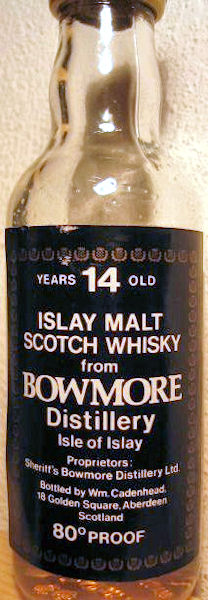 YEARS 14 OLD
ISLAY MALT
SCOTCH WHISKY
from
BOWMORE
Distillery
Isle of Islay
Proprietors:
Sheriff's Bowmore Distillery Ltd.
Bottled by Wm. Cadenhead,
18 Golden Square, Aberdeen
Scotland
80° PROOF